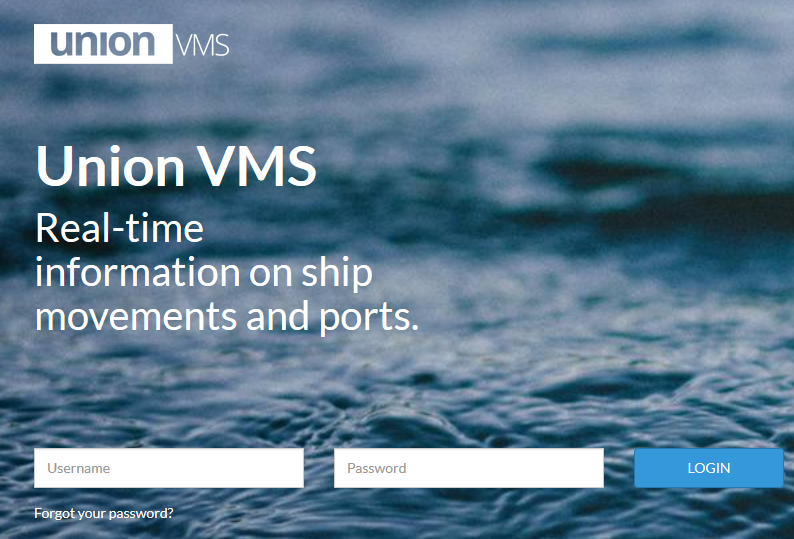 union VMS
Union VMS
Real-time
information on ship
movements and ports.
Username
Password
LOGIN
Forgot your password?